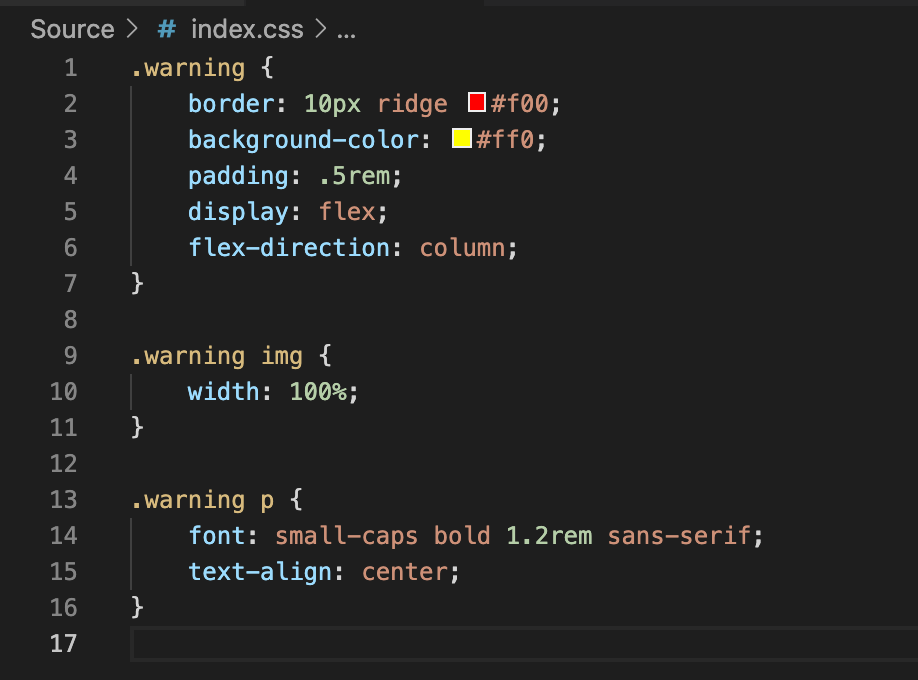 Source > # index.css > ...
1 .warning {
2     border: 10px ridge #f00;
3     background-color: #ff0;
4     padding: .5rem;
5     display: flex;
6     flex-direction: column;
7 }
8
9 .warning img {
10     width: 100%;
11 }
12
13 .warning p {
14     font: small-caps bold 1.2rem sans-serif;
15     text-align: center;
16 }
17